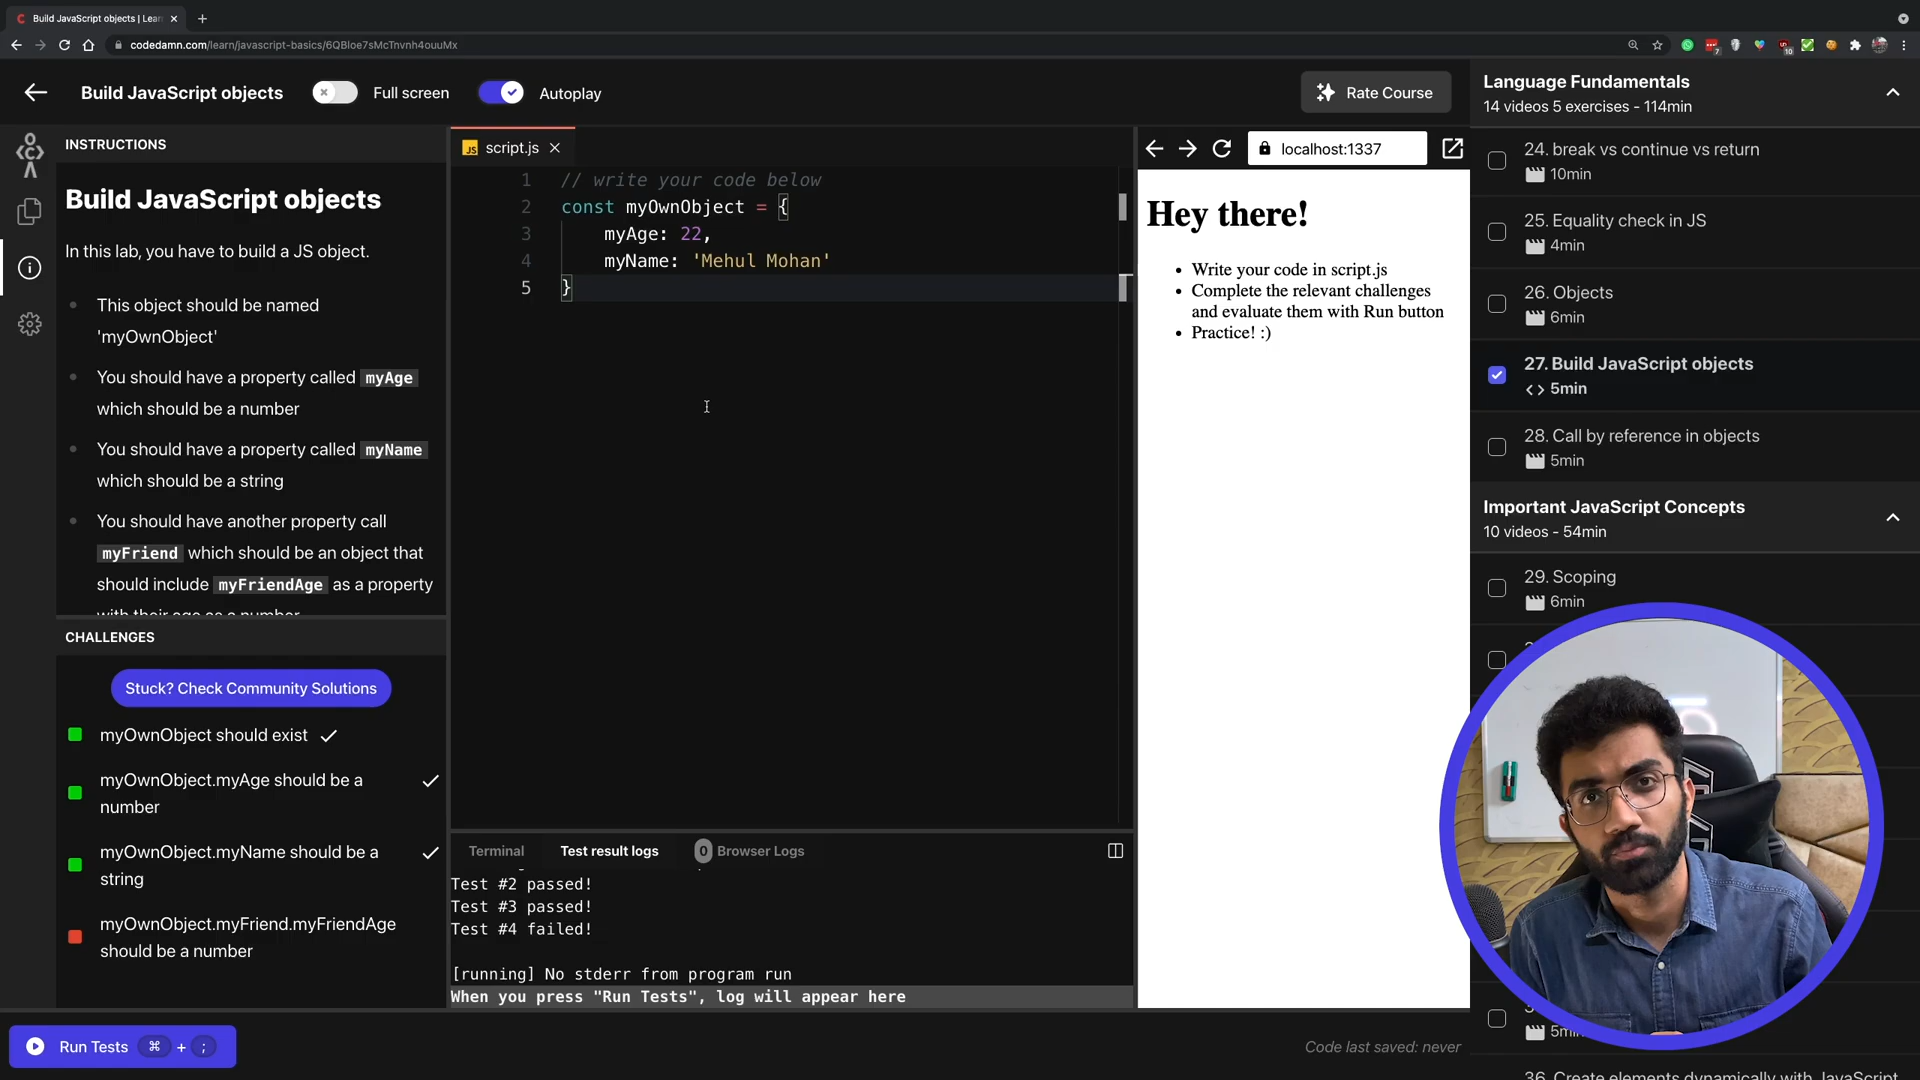 Build JavaScript objects | Lear
codedamn.com/learn/javascript-basics/6QBloe7sMcTnvnh4ouuMx
Build JavaScript objects
Full screen
Autoplay
Rate Course
INSTRUCTIONS
Build JavaScript objects
In this lab, you have to build a JS object.
This object should be named
'myOwnObject'
You should have a property called myAge
which should be a number
You should have a property called myName
which should be a string
You should have another property call
myFriend which should be an object that
should include myFriendAge as a property
with their age as a number
CHALLENGES
Stuck? Check Community Solutions
myOwnObject should exist
myOwnObject.myAge should be a
number
myOwnObject.myName should be a
string
myOwnObject.myFriend.myFriendAge
should be a number
Run Tests ⌘ + ;
script.js
1 // write your code below
2 const myOwnObject = {
3 myAge: 22,
4 myName: 'Mehul Mohan'
5 }
Terminal
Test result logs
0 Browser Logs
Test #2 passed!
Test #3 passed!
Test #4 failed!
[running] No stderr from program run
When you press "Run Tests", log will appear here
Code last saved: never
localhost:1337
Hey there!
Write your code in script.js
Complete the relevant challenges
and evaluate them with Run button
Practice! :)
Language Fundamentals
14 videos 5 exercises - 114min
24. break vs continue vs return
10min
25. Equality check in JS
4min
26. Objects
6min
27. Build JavaScript objects
5min
28. Call by reference in objects
5min
Important JavaScript Concepts
10 videos - 54min
29. Scoping
6min
36. Create elements dynamically with JavaScript